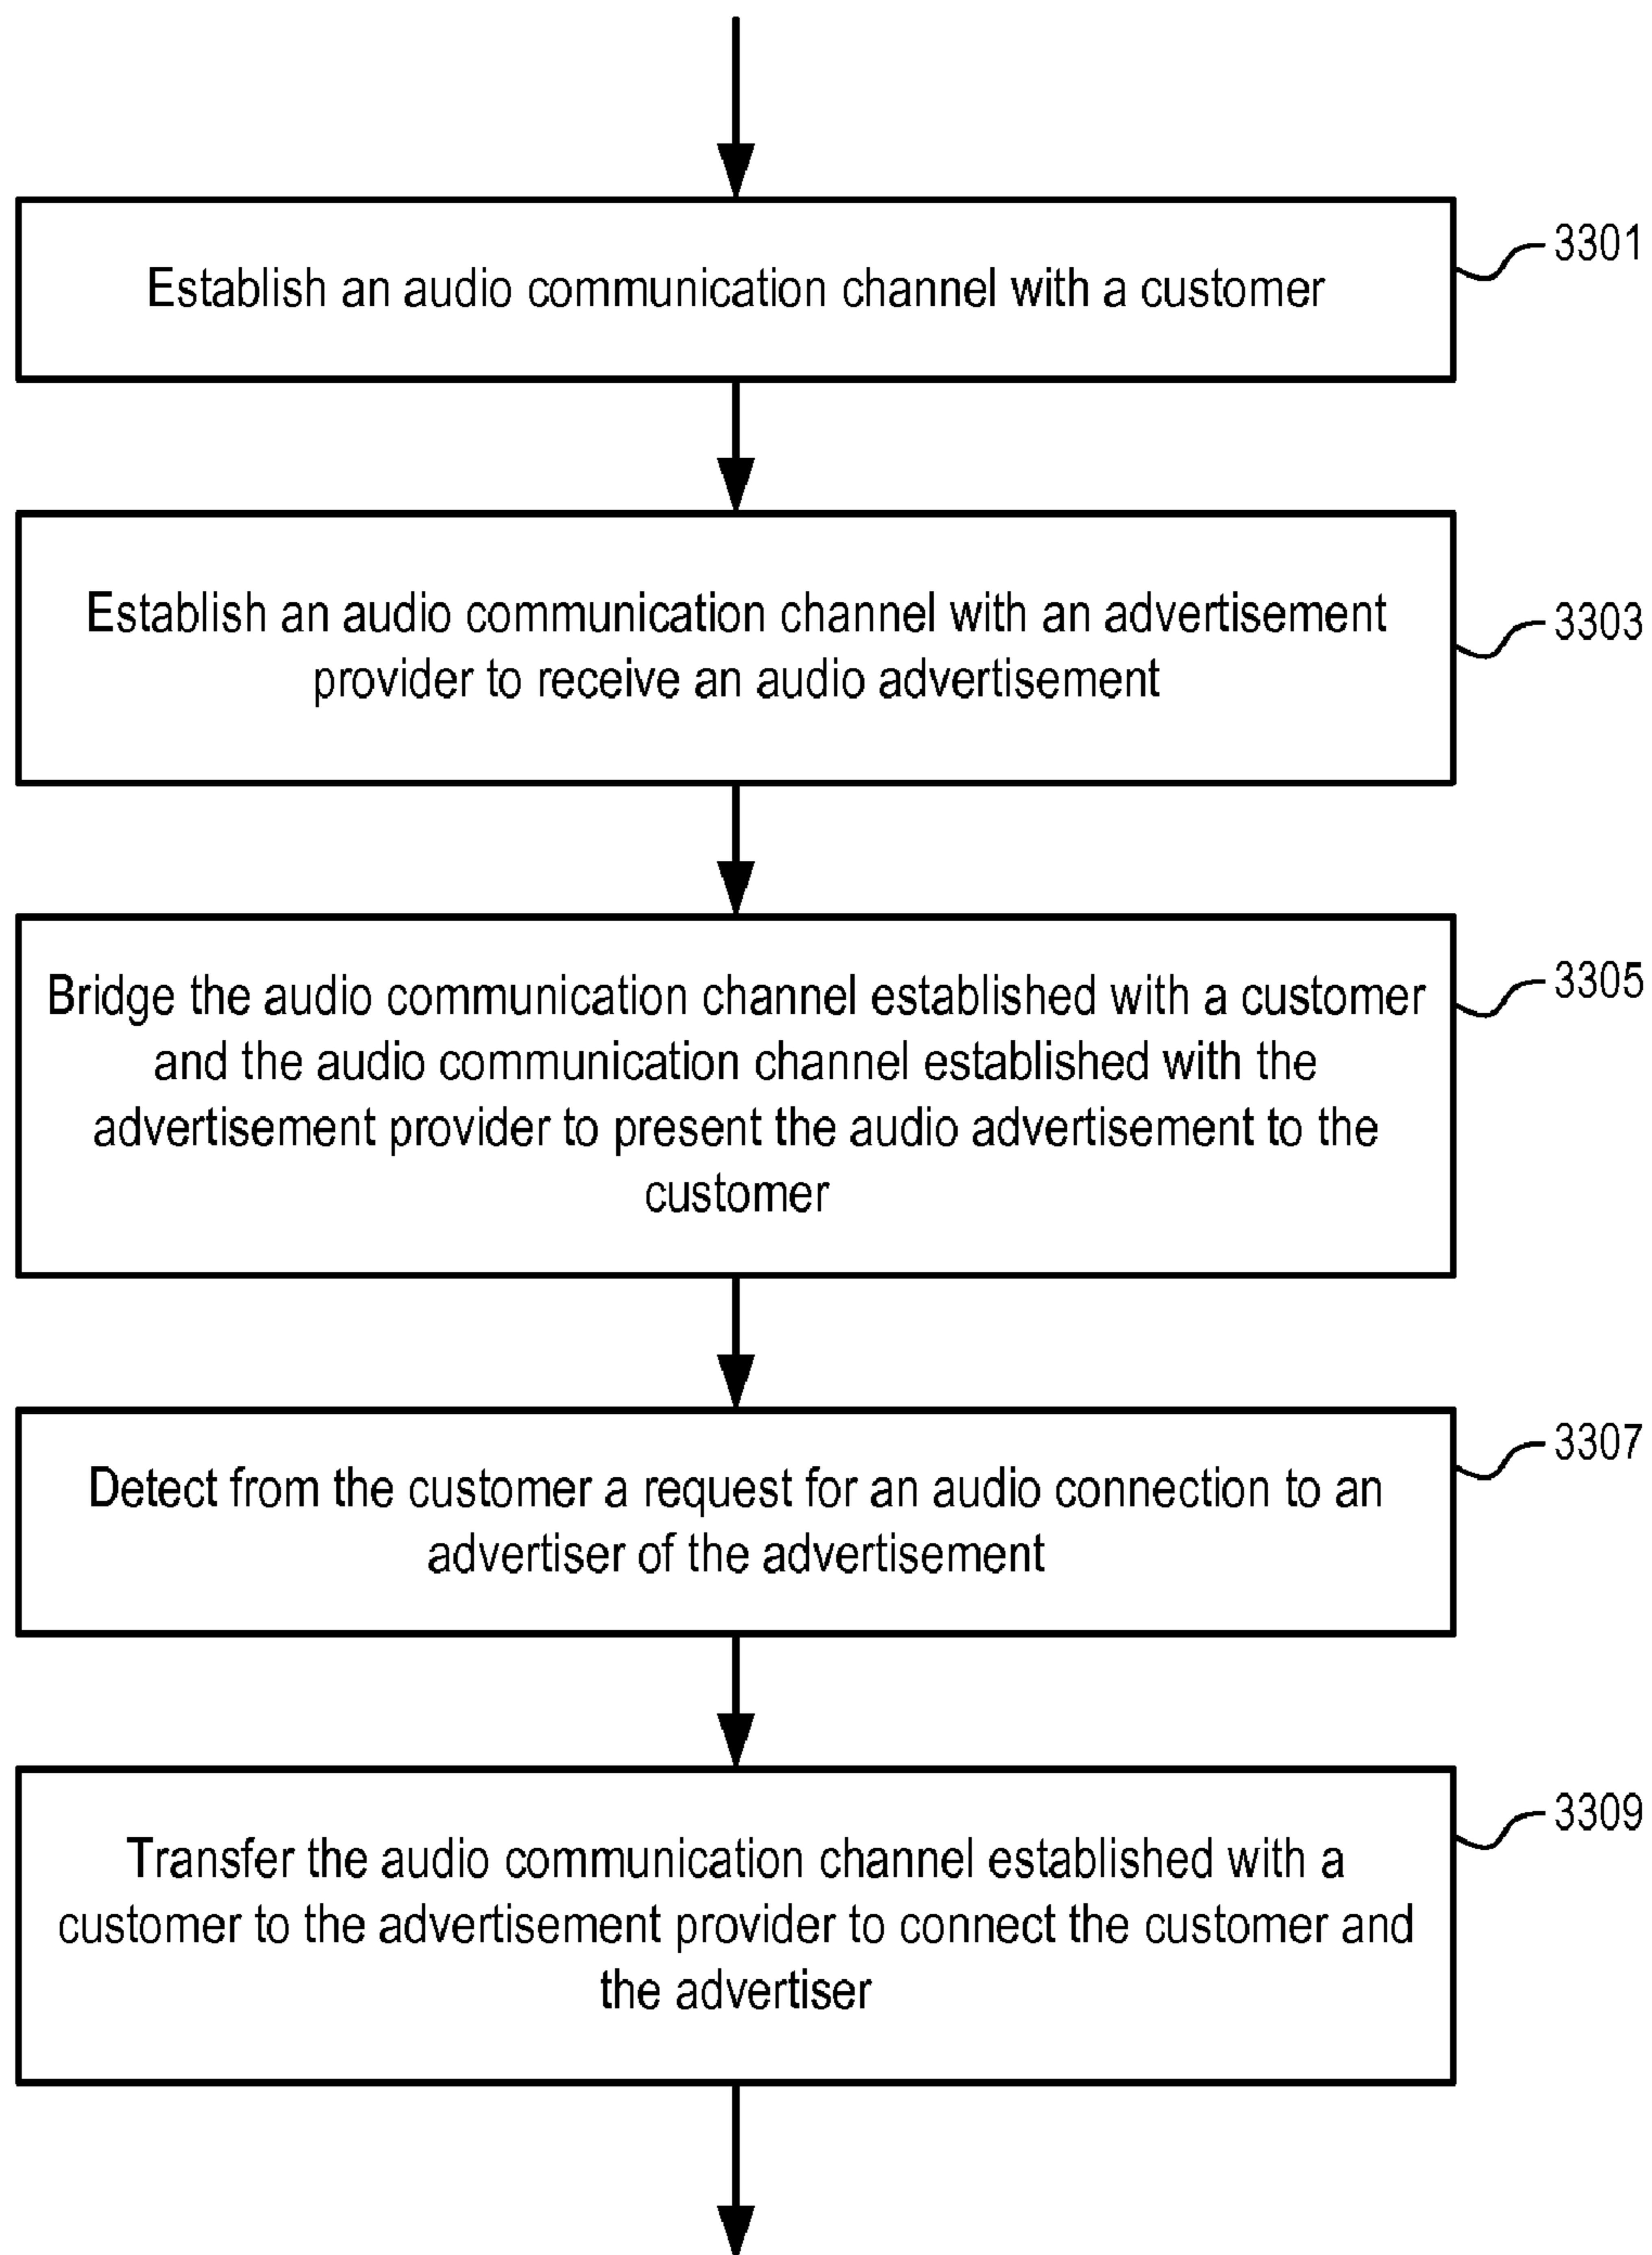 Establish an audio communication channel with a customer
3301
Establish an audio communication channel with an advertisement
provider to receive an audio advertisement
3303
Bridge the audio communication channel established with a customer
and the audio communication channel established with the
advertisement provider to present the audio advertisement to the
customer
3305
Detect from the customer a request for an audio connection to an
advertiser of the advertisement
3307
Transfer the audio communication channel established with a
customer to the advertisement provider to connect the customer and
the advertiser
3309